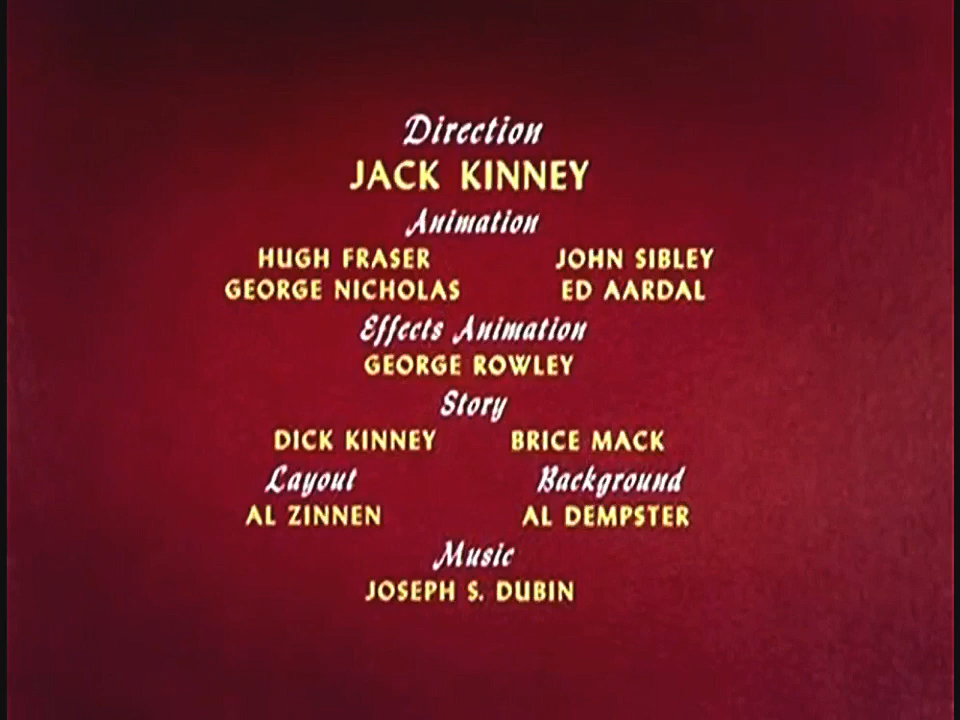 Direction
JACK KINNEY
Animation
HUGH FRASER JOHN SIBLEY
GEORGE NICHOLAS ED AARDAL
Effects Animation
GEORGE ROWLEY
Story
DICK KINNEY BRICE MACK
Layout Background
AL ZINNEN AL DEMPSTER
Music
JOSEPH S. DUBIN